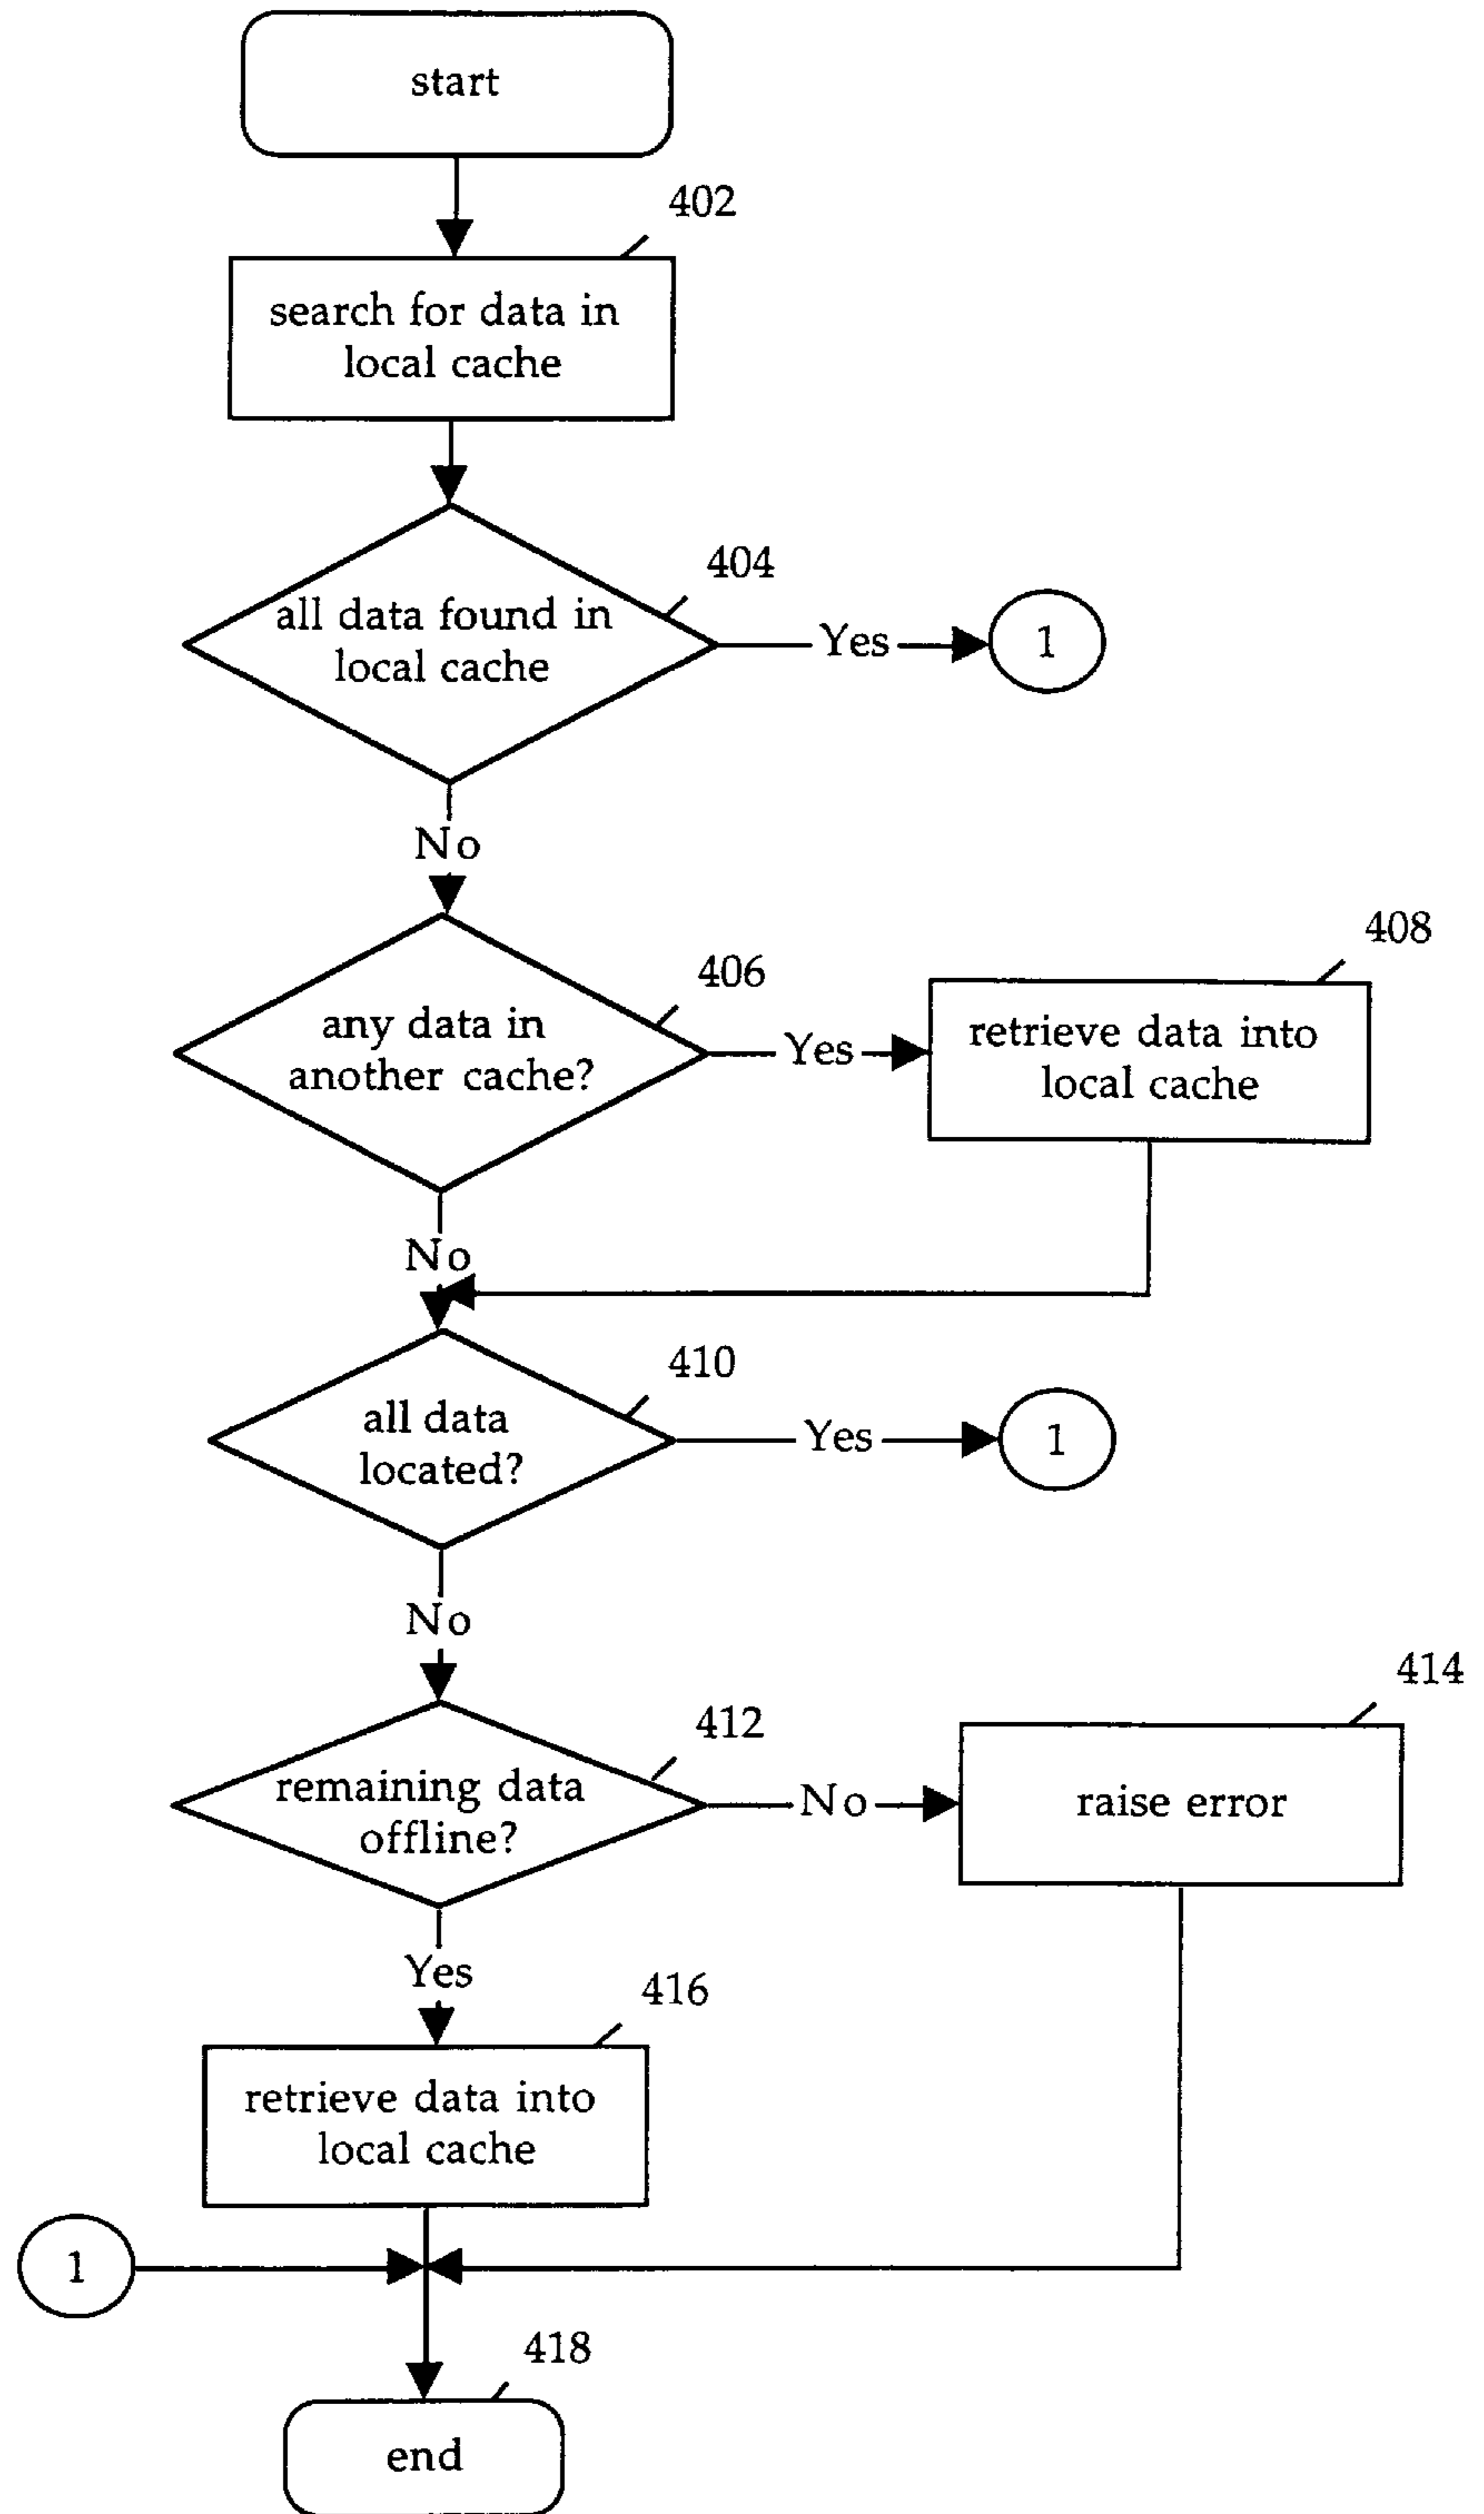 start
402
search for data in
local cache
404
all data found in
local cache
Yes
1
No
406
any data in
another cache?
Yes
408
retrieve data into
local cache
No
410
all data
located?
Yes
1
No
412
remaining data
offline?
No
414
raise error
Yes
416
retrieve data into
local cache
1
418
end